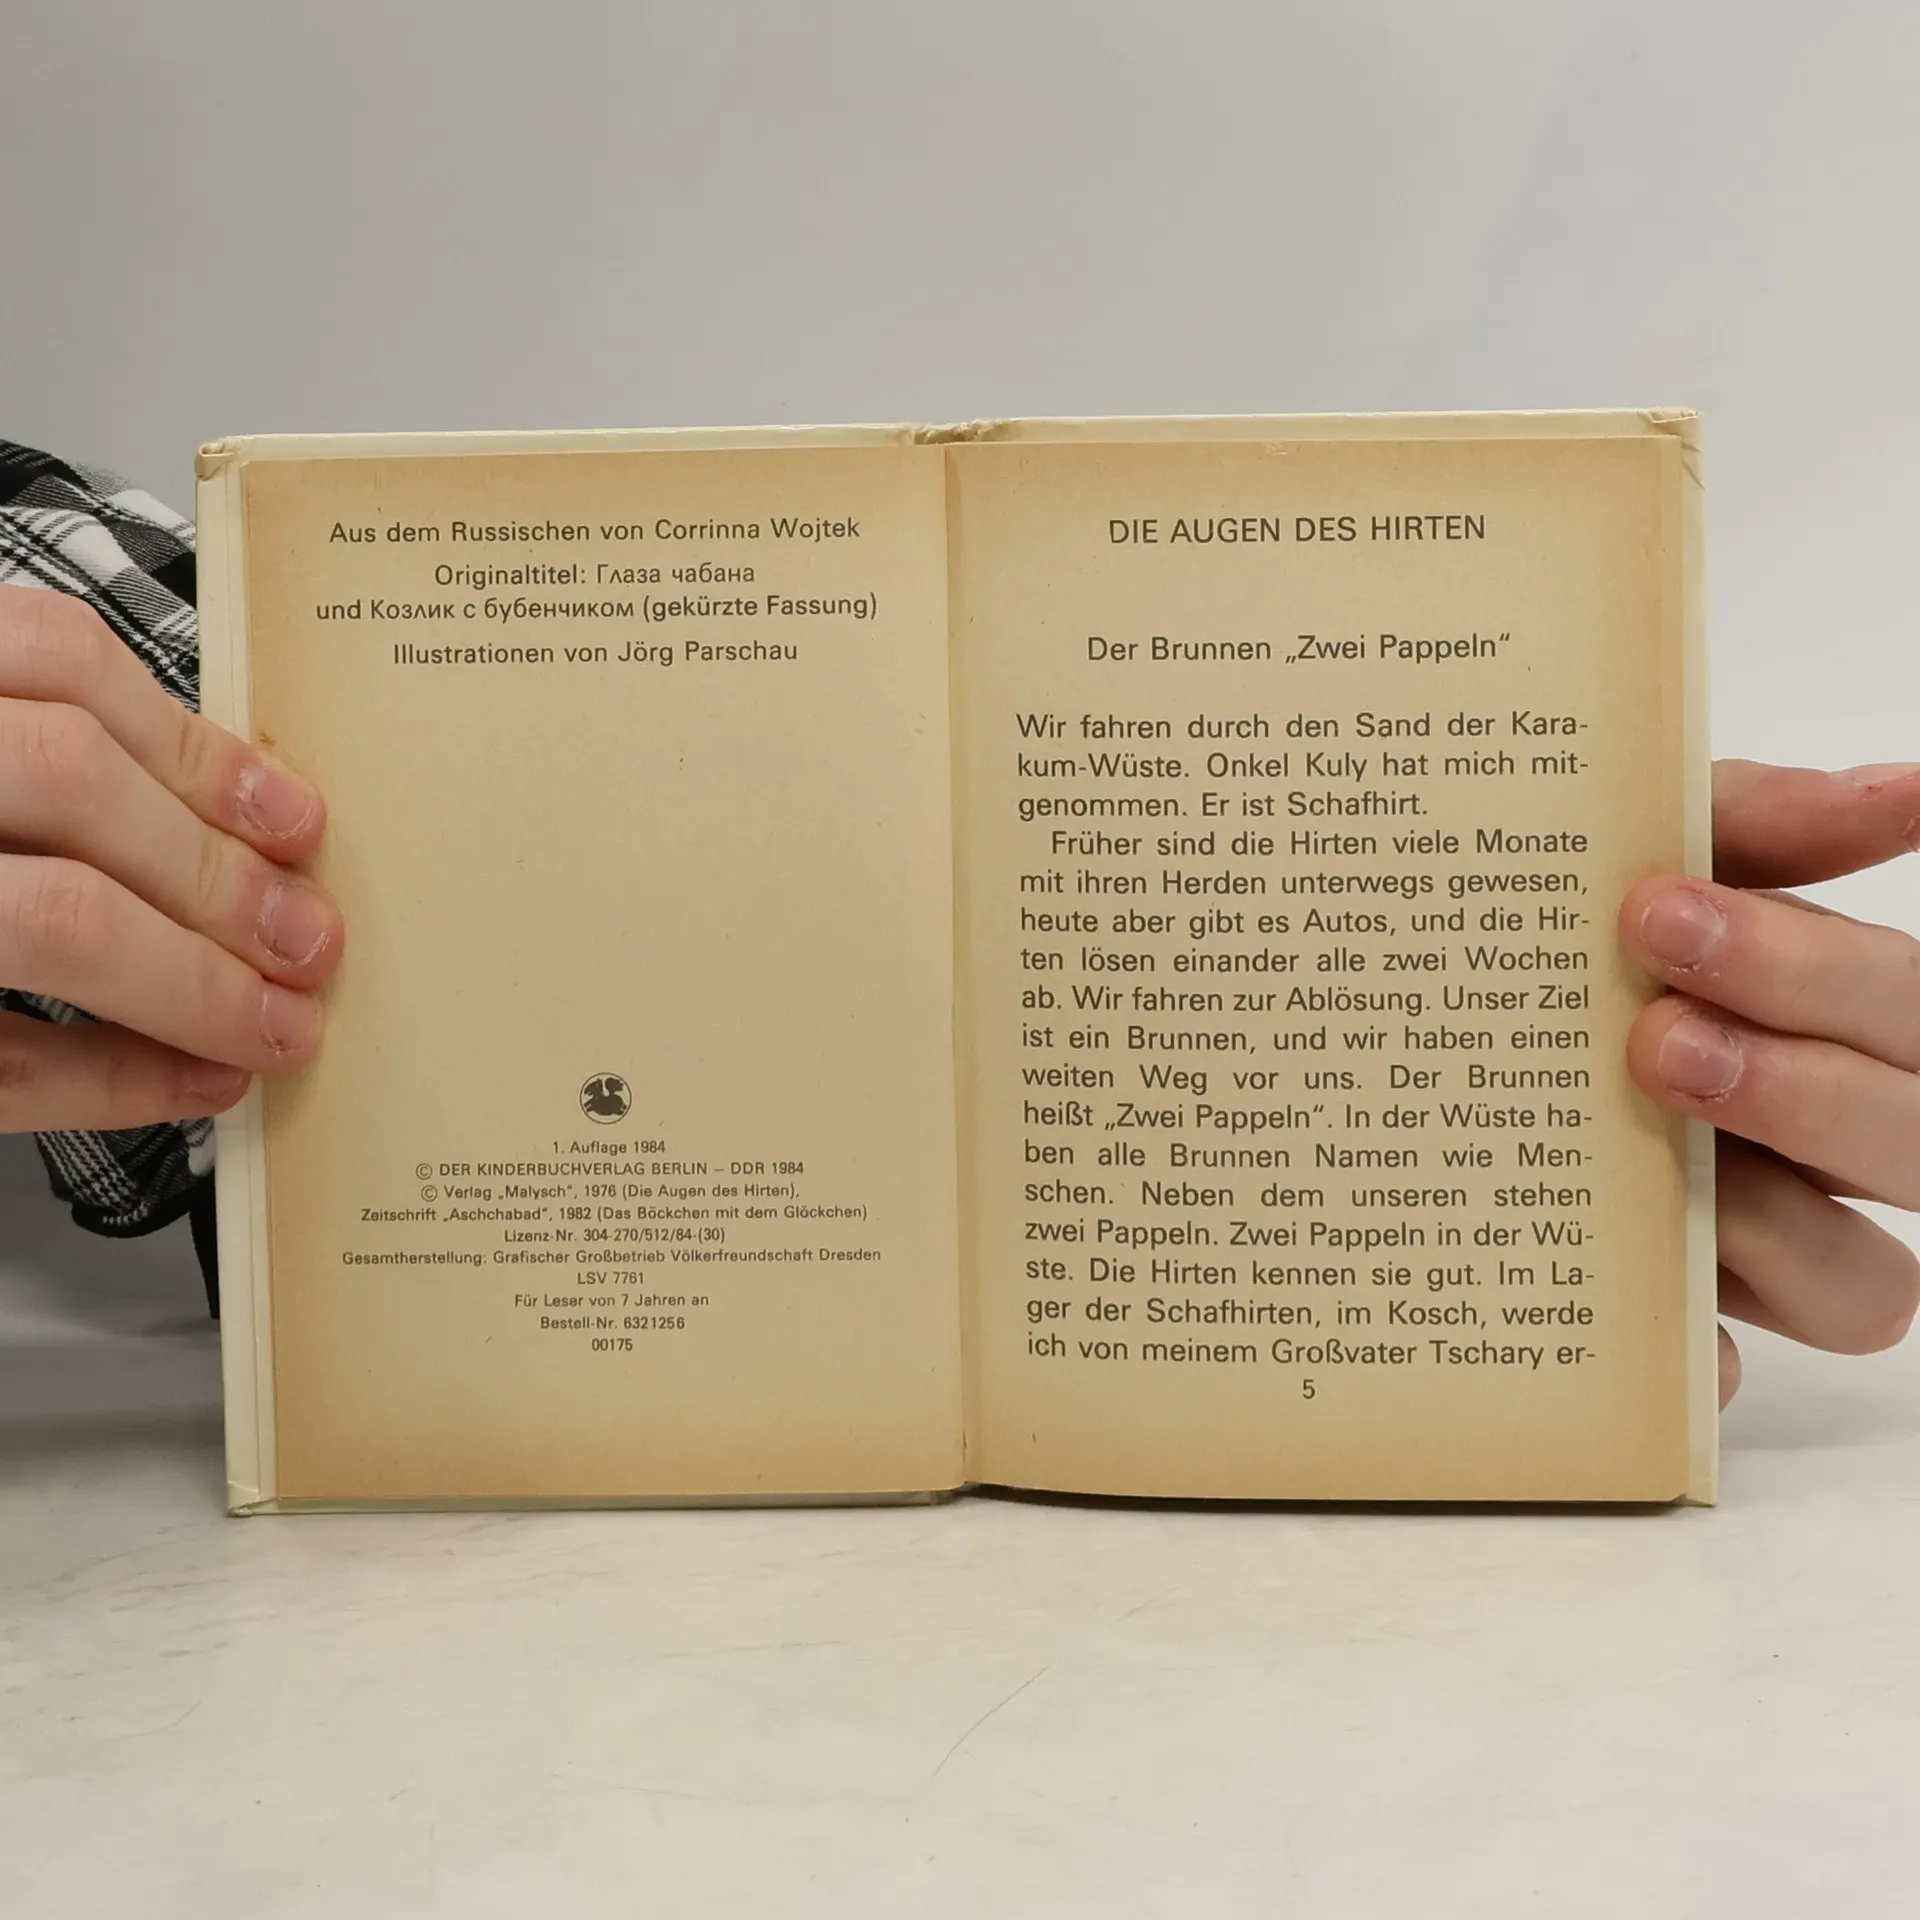 Aus dem Russischen von Corrinna Wojtek
Originaltitel: Глаза чабана
und Козлик с бубенчиком (gekürzte Fassung)
Illustrationen von Jörg Parschau
1. Auflage 1984
© DER KINDERBUCHVERLAG BERLIN – DDR 1984
© Verlag „Malysch“, 1976 (Die Augen des Hirten),
Zeitschrift „Aschchabad“, 1982 (Das Böckchen mit dem Glöckchen)
Lizenz-Nr. 304-270/512/84-(30)
Gesamtherstellung: Grafischer Großbetrieb Völkerfreundschaft Dresden
LSV 7761
Für Leser von 7 Jahren an
Bestell-Nr. 6321256
00175
DIE AUGEN DES HIRTEN
Der Brunnen „Zwei Pappeln“
Wir fahren durch den Sand der Kara-
kum-Wüste. Onkel Kuly hat mich mit-
genommen. Er ist Schafhirt.
Früher sind die Hirten viele Monate
mit ihren Herden unterwegs gewesen,
heute aber gibt es Autos, und die Hir-
ten lösen einander alle zwei Wochen
ab. Wir fahren zur Ablösung. Unser Ziel
ist ein Brunnen, und wir haben einen
weiten Weg vor uns. Der Brunnen
heißt „Zwei Pappeln“. In der Wüste ha-
ben alle Brunnen Namen wie Men-
schen. Neben dem unseren stehen
zwei Pappeln. Zwei Pappeln in der Wü-
ste. Die Hirten kennen sie gut. Im La-
ger der Schafhirten, im Kosch, werde
ich von meinem Großvater Tschary er-
5